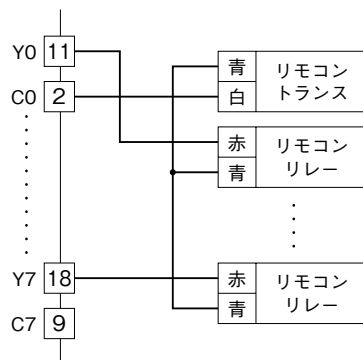 Y0 11
C0 2
Y7 18
C7 9
青
白
リモコン
トランス
赤
青
リモコン
リレー
赤
青
リモコン
リレー